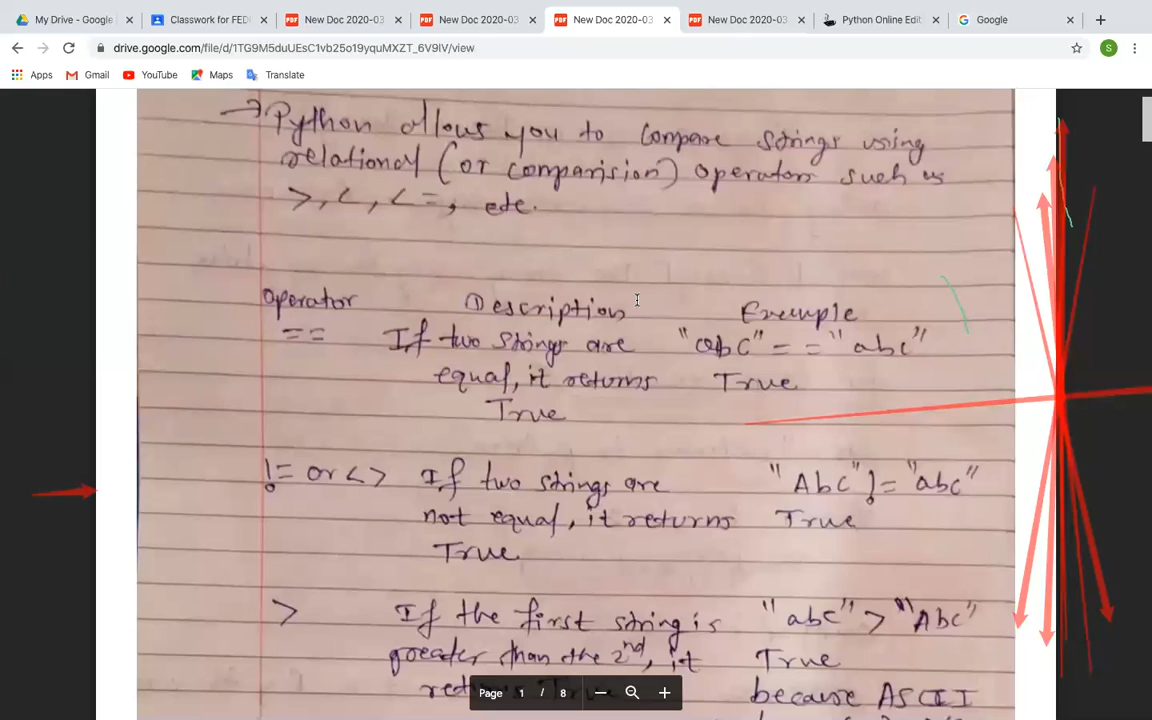 My Drive - Google
Classwork for FED
New Doc 2020-03
New Doc 2020-03
New Doc 2020-03
New Doc 2020-03
Python Online Edit
Google
drive.google.com/file/d/1TG9M5duUEsC1vb25o19yquMXZT_6V9lV/view
S
Apps Gmail YouTube Maps Translate
→ Python allows you to compare strings using
relational (or comparision) operators such as
>, <, <=, etc.
Operator Description Example
== If two strings are "abc" == "abc"
equal, it returns True
True
!= or <> If two strings are "Abc" != "abc"
not equal, it returns True
True
> If the first string is "abc" > "Abc"
greater than the 2nd, it True
because ASCII
Page 1 / 8